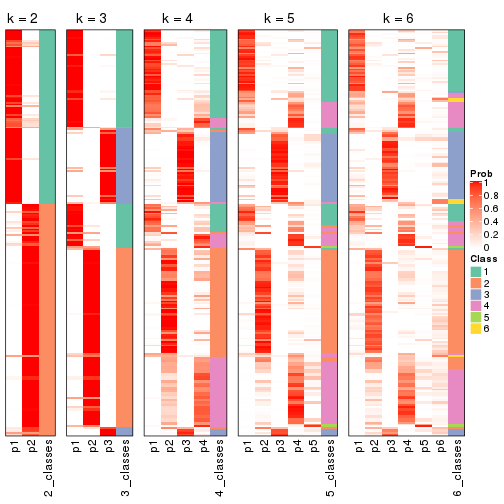 k = 2
k = 3
k = 4
k = 5
k = 6
Prob
1
0.8
0.6
0.4
0.2
0
Class
1
2
3
4
5
6
p1
p2
2_classes
p1
p2
p3
3_classes
p1
p2
p3
p4
4_classes
p1
p2
p3
p4
p5
5_classes
p1
p2
p3
p4
p5
p6
6_classes